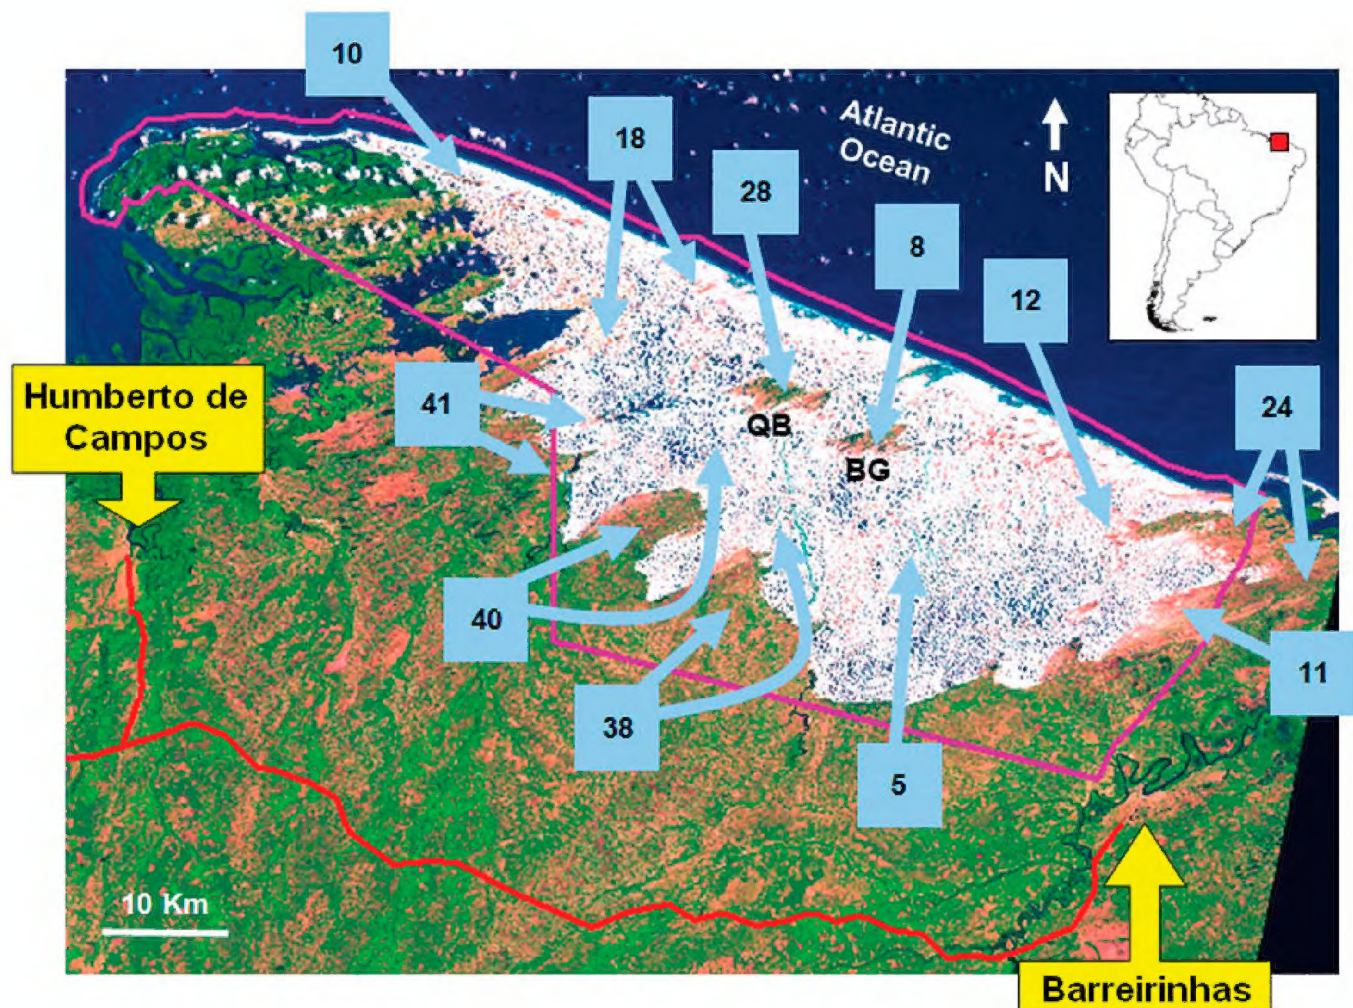 10
18
Atlantic
Ocean
N
28
8
12
Humberto de
Campos
41
QB
24
BG
40
11
38
5
10 Km
Barreirinhas